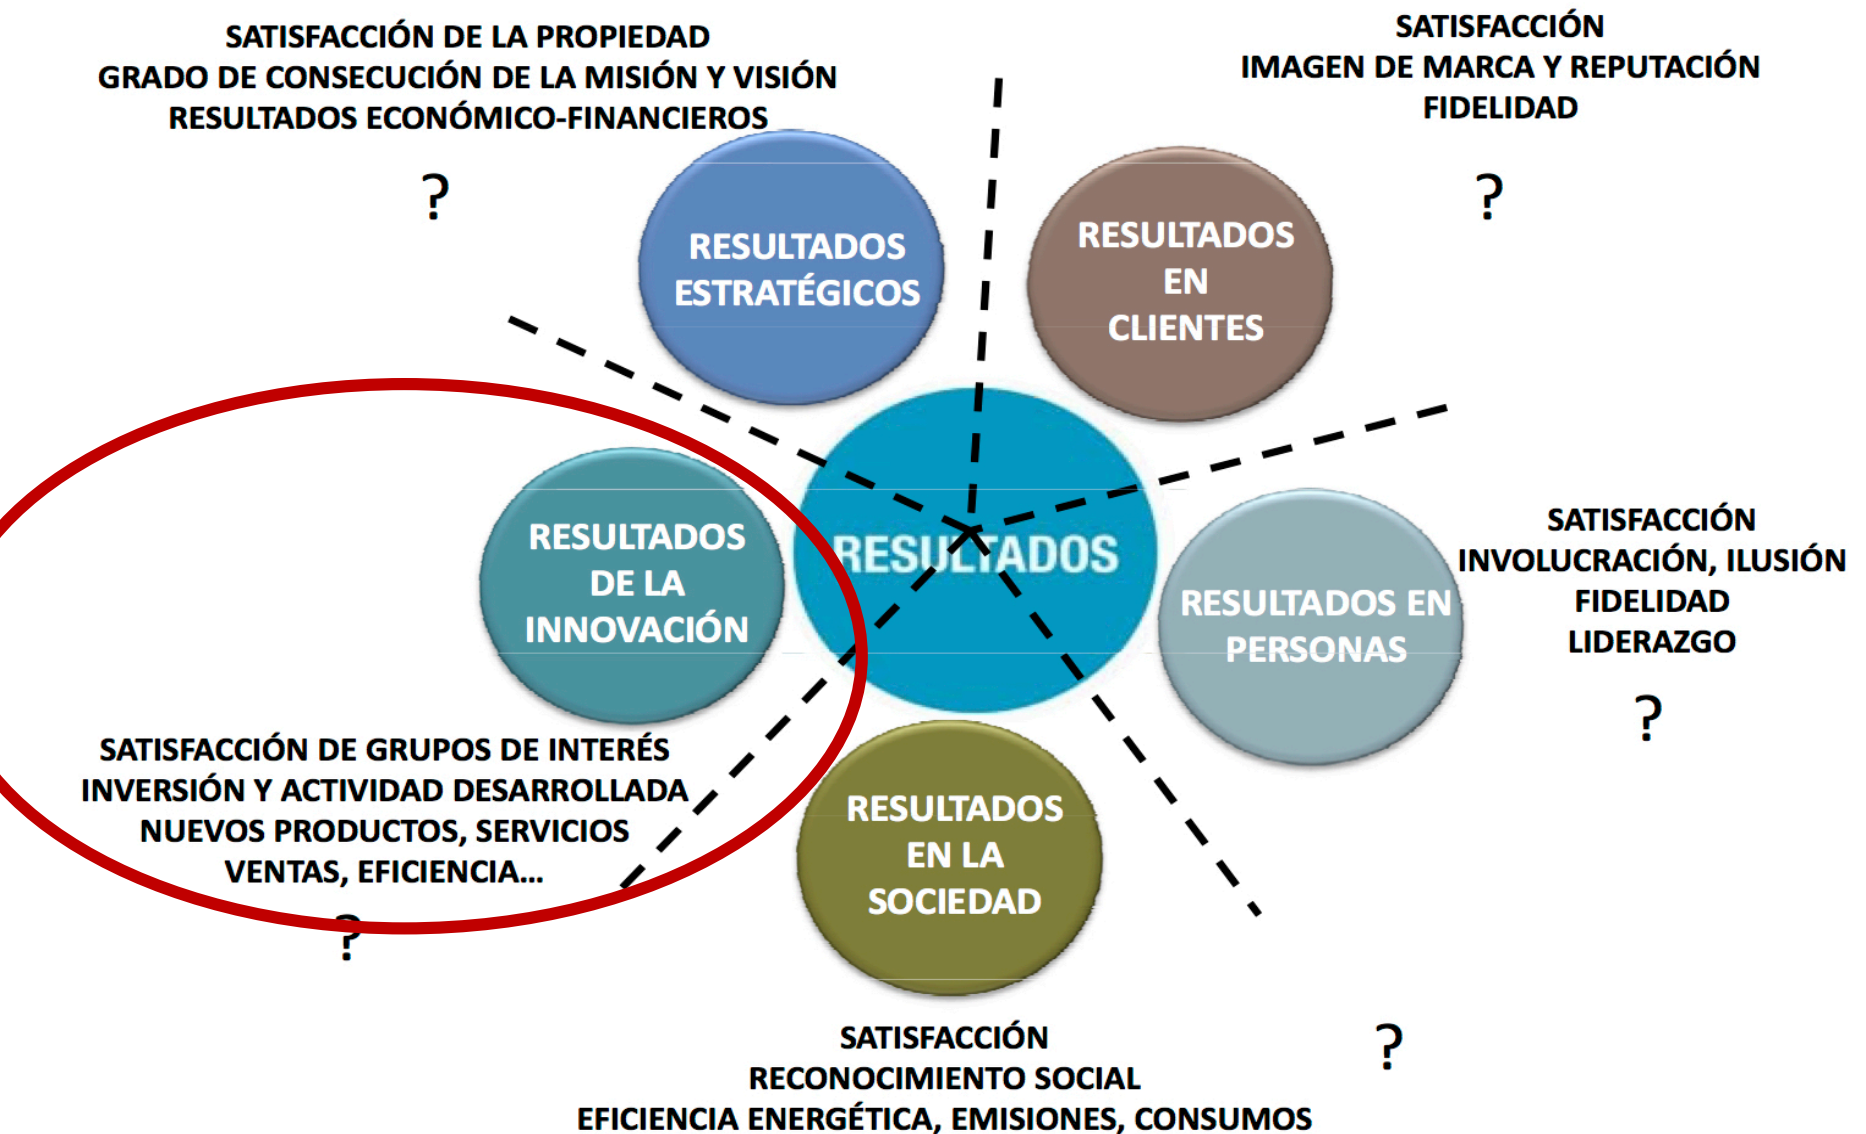 SATISFACCIÓN DE LA PROPIEDAD
GRADO DE CONSECUCIÓN DE LA MISIÓN Y VISIÓN
RESULTADOS ECONÓMICO-FINANCIEROS
?
SATISFACCIÓN
IMAGEN DE MARCA Y REPUTACIÓN
FIDELIDAD
?
RESULTADOS
ESTRATÉGICOS
RESULTADOS
EN
CLIENTES
RESULTADOS
DE LA
INNOVACIÓN
RESULTADOS
RESULTADOS EN
PERSONAS
SATISFACCIÓN
INVOLUCRACIÓN, ILUSIÓN
FIDELIDAD
LIDERAZGO
?
SATISFACCIÓN DE GRUPOS DE INTERÉS
INVERSIÓN Y ACTIVIDAD DESARROLLADA
NUEVOS PRODUCTOS, SERVICIOS
VENTAS, EFICIENCIA...
?
RESULTADOS
EN LA
SOCIEDAD
SATISFACCIÓN
RECONOCIMIENTO SOCIAL
EFICIENCIA ENERGÉTICA, EMISIONES, CONSUMOS
?